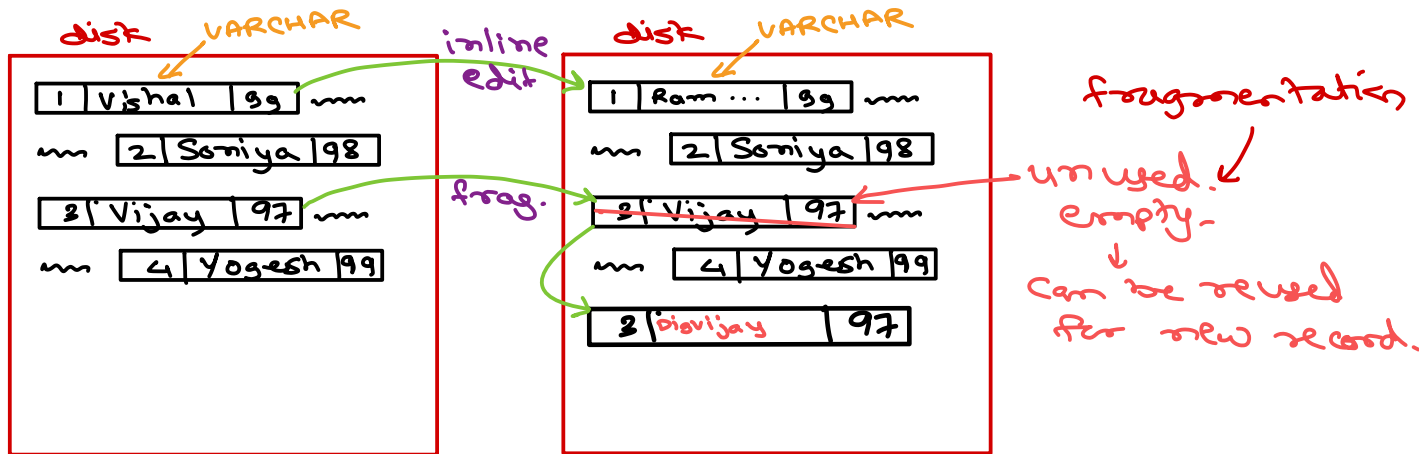 disk
VARCHAR
1 Vishal 99
2 Soniya 98
3 Vijay 97
4 Yogesh 99
inline
edit
frag.
disk
VARCHAR
1 Ram ... 99
2 Soniya 98
3 Vijay 97
4 Yogesh 99
3 Digvijay 97
fragmentation
unused.
empty.
can be reused
for new record.